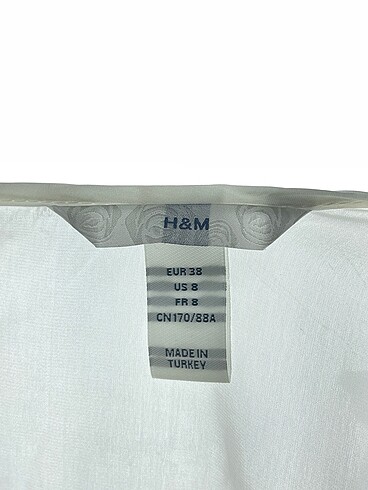 H&M
EUR 38
US 8
FR 8
CN170/88A
MADE IN
TURKEY